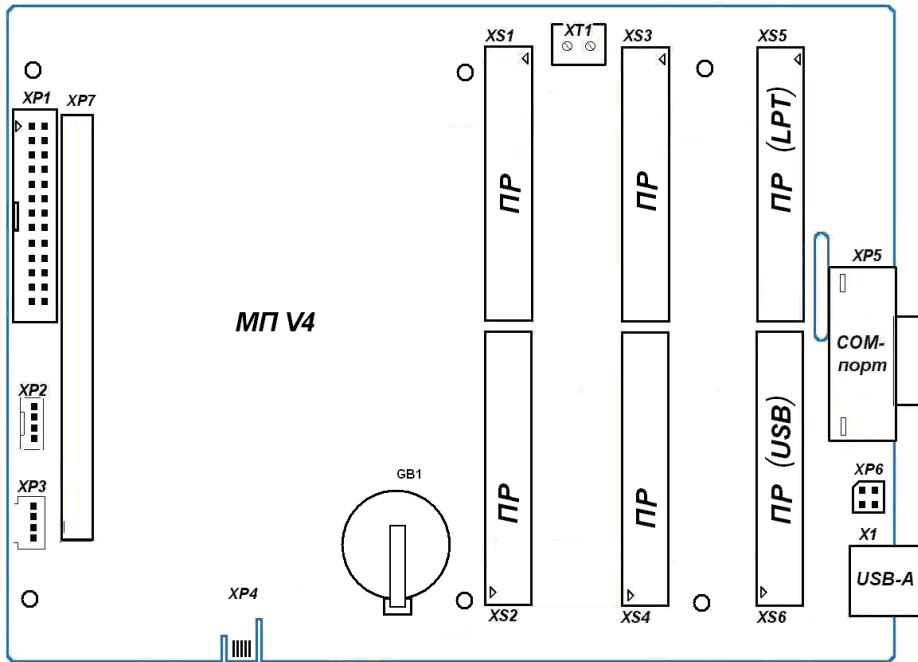 XS1
XT1
XS3
XS5
XP1
XP7
ПР
ПР
ПР (LPT)
XP5
МП V4
COM-
порт
XP2
GB1
XP6
XP3
ПР
ПР
ПР (USB)
X1
USB-A
XP4
XS2
XS4
XS6